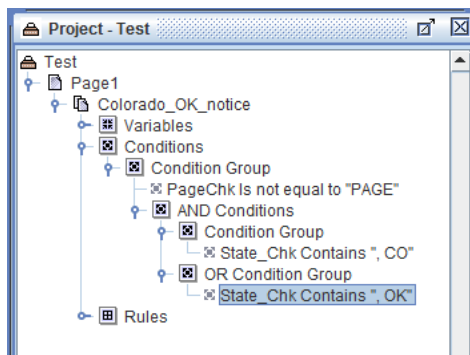 Project - Test
Test
Page1
Colorado_OK_notice
Variables
Conditions
Condition Group
PageChk Is not equal to "PAGE"
AND Conditions
Condition Group
State_Chk Contains ", CO"
OR Condition Group
State_Chk Contains ", OK"
Rules